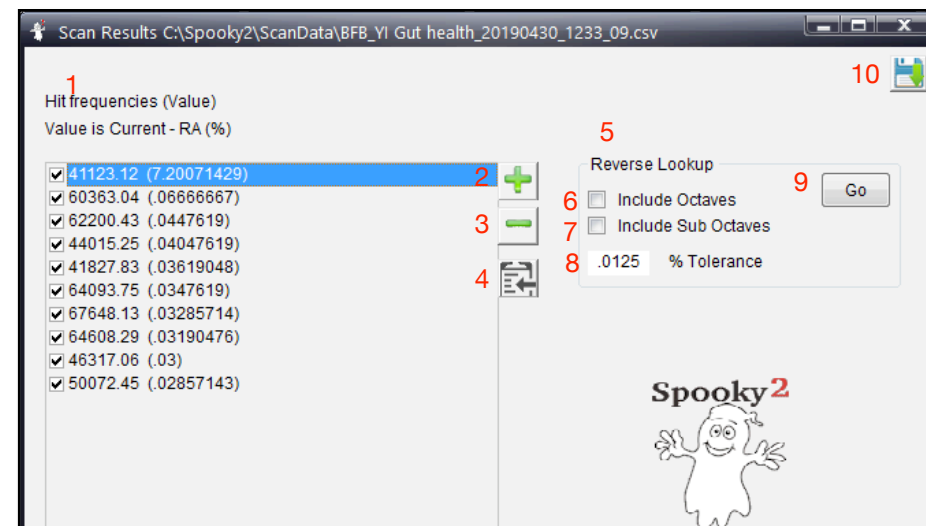 Scan Results C:\Spooky2\ScanData\BFB_YI Gut health_20190430_1233_09.csv
10
1
Hit frequencies (Value)
Value is Current - RA (%)
5
41123.12 (7.20071429)
60363.04 (.06666667)
62200.43 (.0447619)
44015.25 (.04047619)
41827.83 (.03619048)
64093.75 (.0347619)
67648.13 (.03285714)
64608.29 (.03190476)
46317.06 (.03)
50072.45 (.02857143)
2
3
4
Reverse Lookup
6 Include Octaves
7 Include Sub Octaves
8 .0125 % Tolerance
9 Go
Spooky2